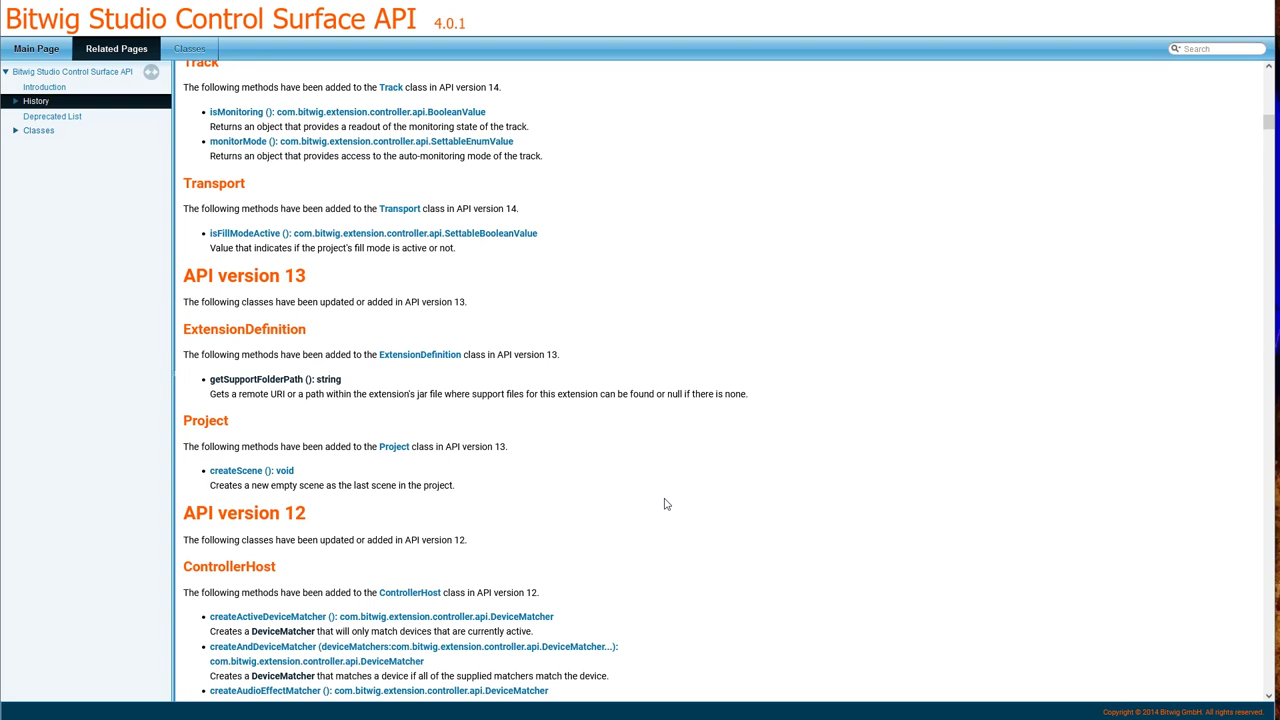 Bitwig Studio Control Surface API 4.0.1
Main Page Related Pages Classes Search
Bitwig Studio Control Surface API
Introduction
History
Deprecated List
Classes
Track
The following methods have been added to the Track class in API version 14.
• isMonitoring (): com.bitwig.extension.controller.api.BooleanValue
Returns an object that provides a readout of the monitoring state of the track.
• monitorMode (): com.bitwig.extension.controller.api.SettableEnumValue
Returns an object that provides access to the auto-monitoring mode of the track.
Transport
The following methods have been added to the Transport class in API version 14.
• isFillModeActive (): com.bitwig.extension.controller.api.SettableBooleanValue
Value that indicates if the project's fill mode is active or not.
API version 13
The following classes have been updated or added in API version 13.
ExtensionDefinition
The following methods have been added to the ExtensionDefinition class in API version 13.
• getSupportFolderPath (): string
Gets a remote URI or a path within the extension's jar file where support files for this extension can be found or null if there is none.
Project
The following methods have been added to the Project class in API version 13.
• createScene (): void
Creates a new empty scene as the last scene in the project.
API version 12
The following classes have been updated or added in API version 12.
ControllerHost
The following methods have been added to the ControllerHost class in API version 12.
• createActiveDeviceMatcher (): com.bitwig.extension.controller.api.DeviceMatcher
Creates a DeviceMatcher that will only match devices that are currently active.
• createAndDeviceMatcher (deviceMatchers:com.bitwig.extension.controller.api.DeviceMatcher...):
com.bitwig.extension.controller.api.DeviceMatcher
Creates a DeviceMatcher that matches a device if all of the supplied matchers match the device.
• createAudioEffectMatcher (): com.bitwig.extension.controller.api.DeviceMatcher
Copyright © 2014 Bitwig GmbH. All rights reserved.